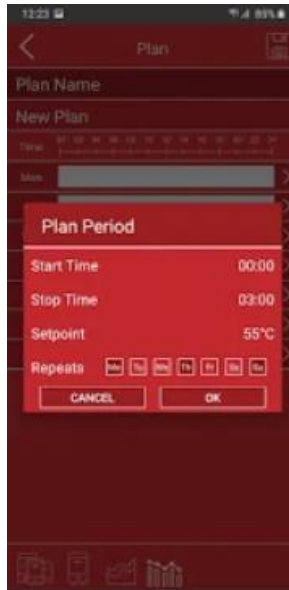 12:23
Plan
Plan Name
New Plan
Time
Mon
Plan Period
Start Time 00:00
Stop Time 03:00
Setpoint 55°C
Repeats Mo Tu We Th Fr Sa Su
CANCEL OK